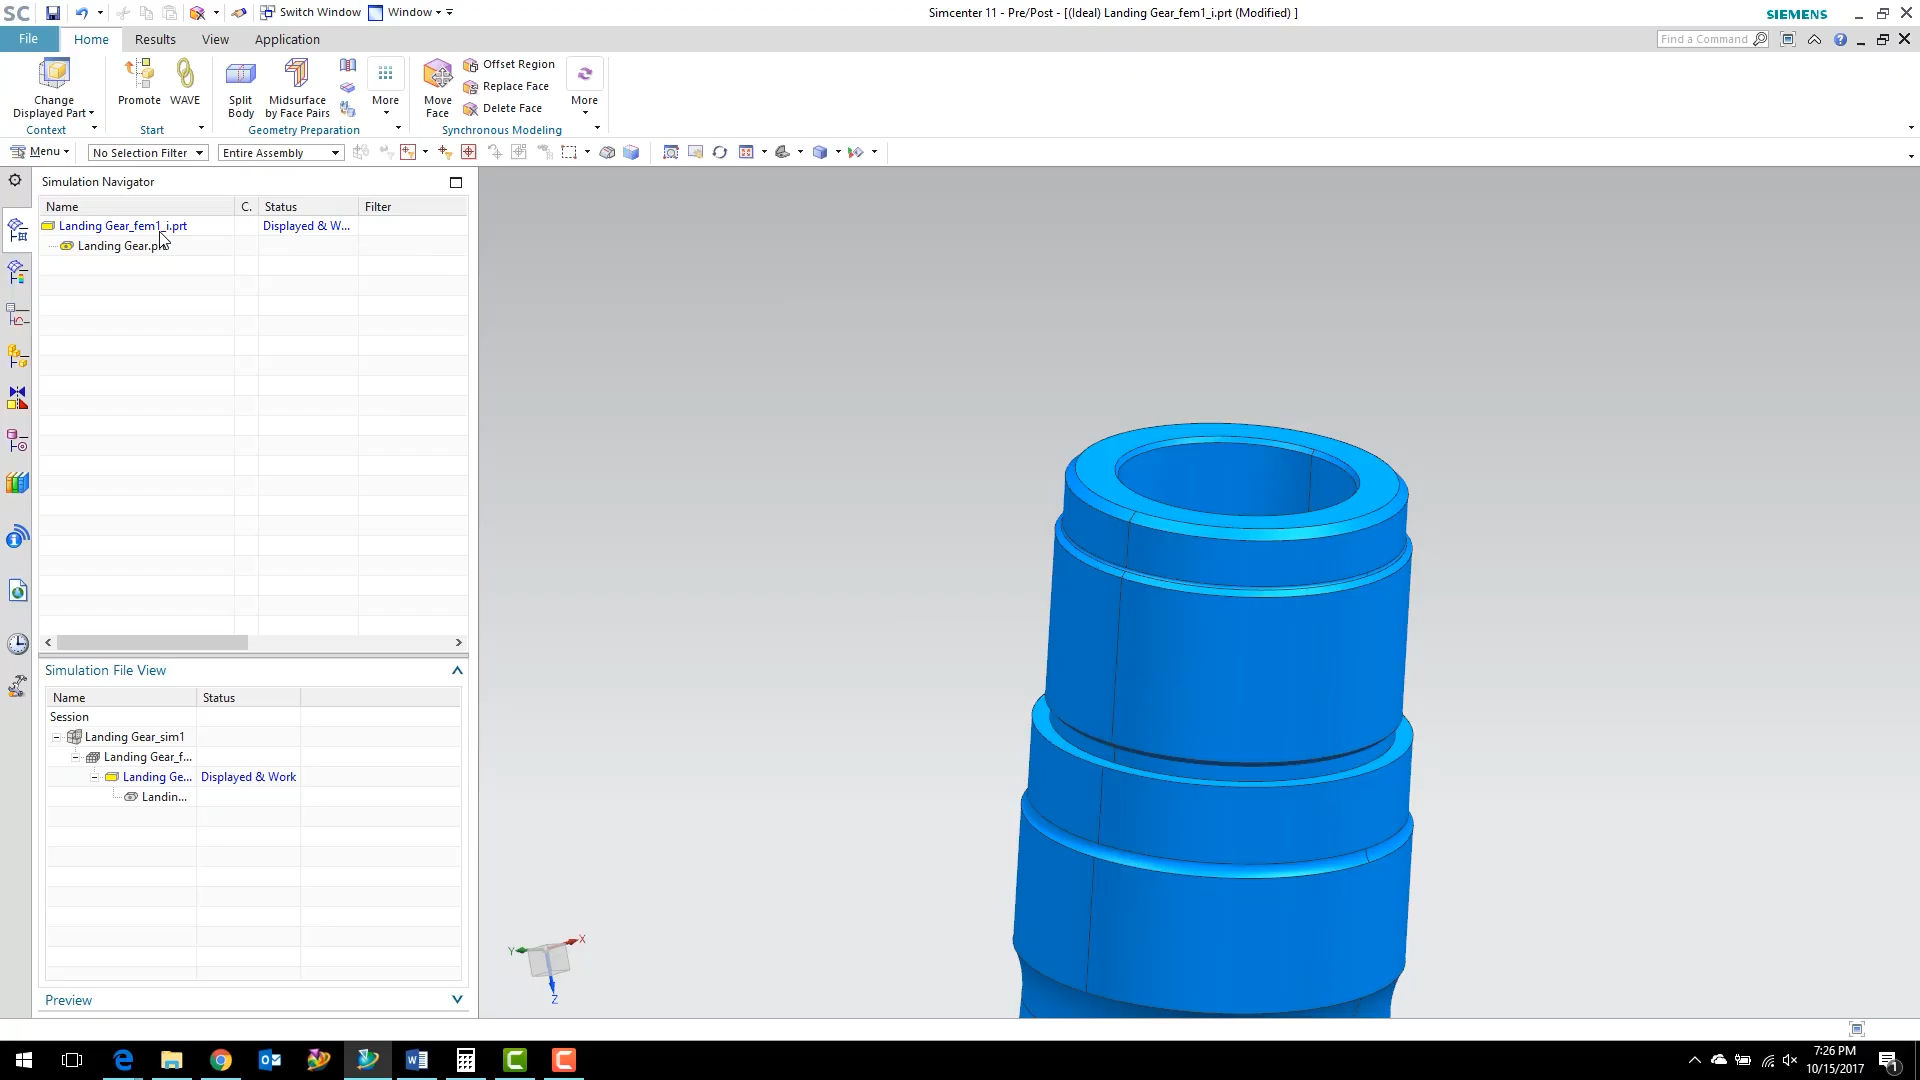 SC Switch Window Window Simcenter 11 - Pre/Post - [(Ideal) Landing Gear_fem1_i.prt (Modified) ] SIEMENS
File Home Results View Application Find a Command
Change Displayed Part
Promote
WAVE
Split Body
Midsurface by Face Pairs
More
Move Face
Offset Region
Replace Face
Delete Face
More
Context Start Geometry Preparation Synchronous Modeling
Menu No Selection Filter Entire Assembly
Simulation Navigator
Name C. Status Filter
Landing Gear_fem1_i.prt Displayed & W...
Landing Gear.prt
Simulation File View
Name Status
Session
Landing Gear_sim1
Landing Gear_f...
Landing Ge... Displayed & Work
Landin...
Preview
X
Y
Z
7:26 PM
10/15/2017
1